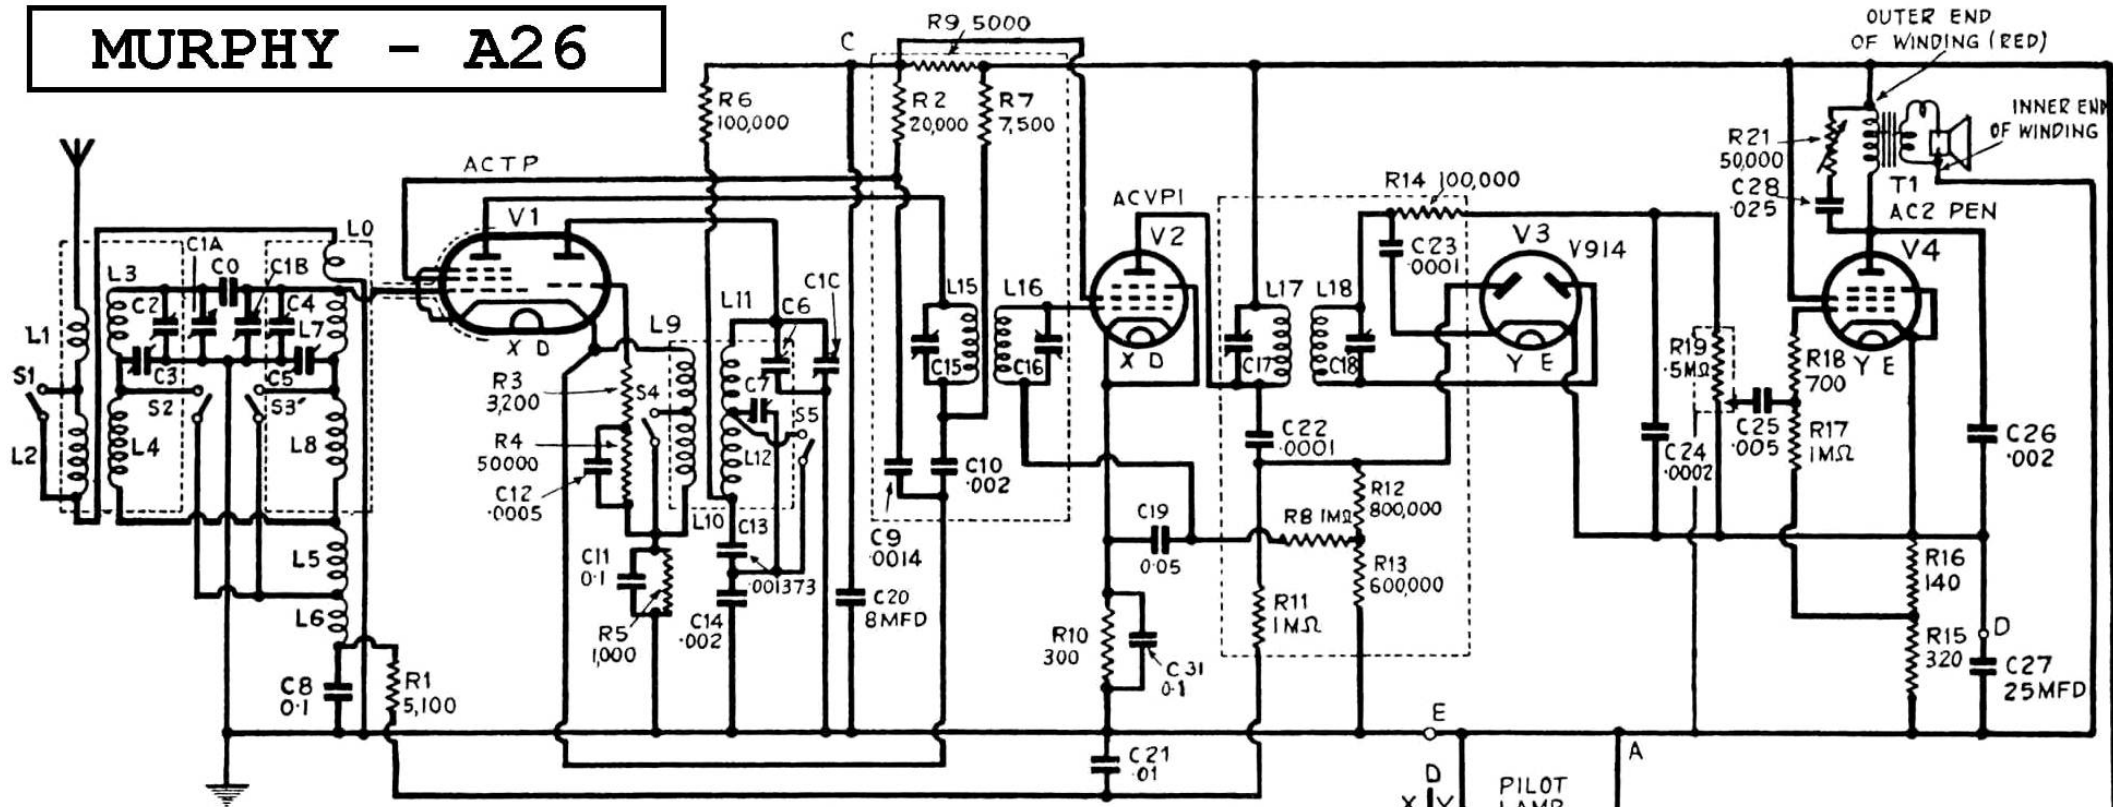 MURPHY - A26
OUTER END
OF WINDING (RED)
INNER END
OF WINDING
R9 5000
C
R6
100,000
R2
20,000
R7
7,500
R21
50,000
C28
.025
T1
AC2 PEN
V4
ACTP
V1
ACVP1
V2
R14 100,000
V3
V914
L0
C1A
C0
C1B
L3
C2
C4
L7
L1
C3
C5
S1
S2
S3
L2
L4
L8
L5
L6
C8
0.1
R1
5,100
X D
L9
L11
C6
C1C
R3
3,200
S4
C7
S5
R4
50000
L12
C12
.0005
L10
C13
.001373
C11
0.1
R5
1,000
C14
.002
C20
8MFD
L15
L16
C15
C16
C10
.002
C9
.0014
X D
C19
0.05
R10
300
C31
0.1
C21
.01
L17
L18
C17
C18
C23
.0001
C22
.0001
R12
800,000
R8 1MΩ
R13
600,000
R11
1MΩ
Y E
R19
.5MΩ
C24
.0002
C25
.005
R18
700
R17
1MΩ
Y E
C26
.002
R16
140
R15
320
D
C27
25MFD
E
A
D
X Y
PILOT
LAMP